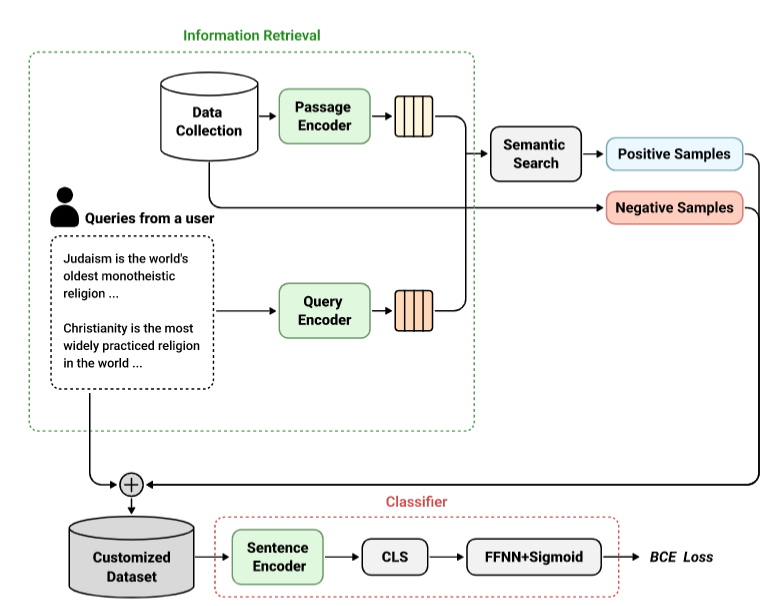 Information Retrieval
Data
Collection
Passage
Encoder
Semantic
Search
Positive Samples
Negative Samples
Queries from a user
Judaism is the world's
oldest monotheistic
religion ...
Christianity is the most
widely practiced religion
in the world ...
Query
Encoder
Classifier
Customized
Dataset
Sentence
Encoder
CLS
FFNN+Sigmoid
BCE Loss